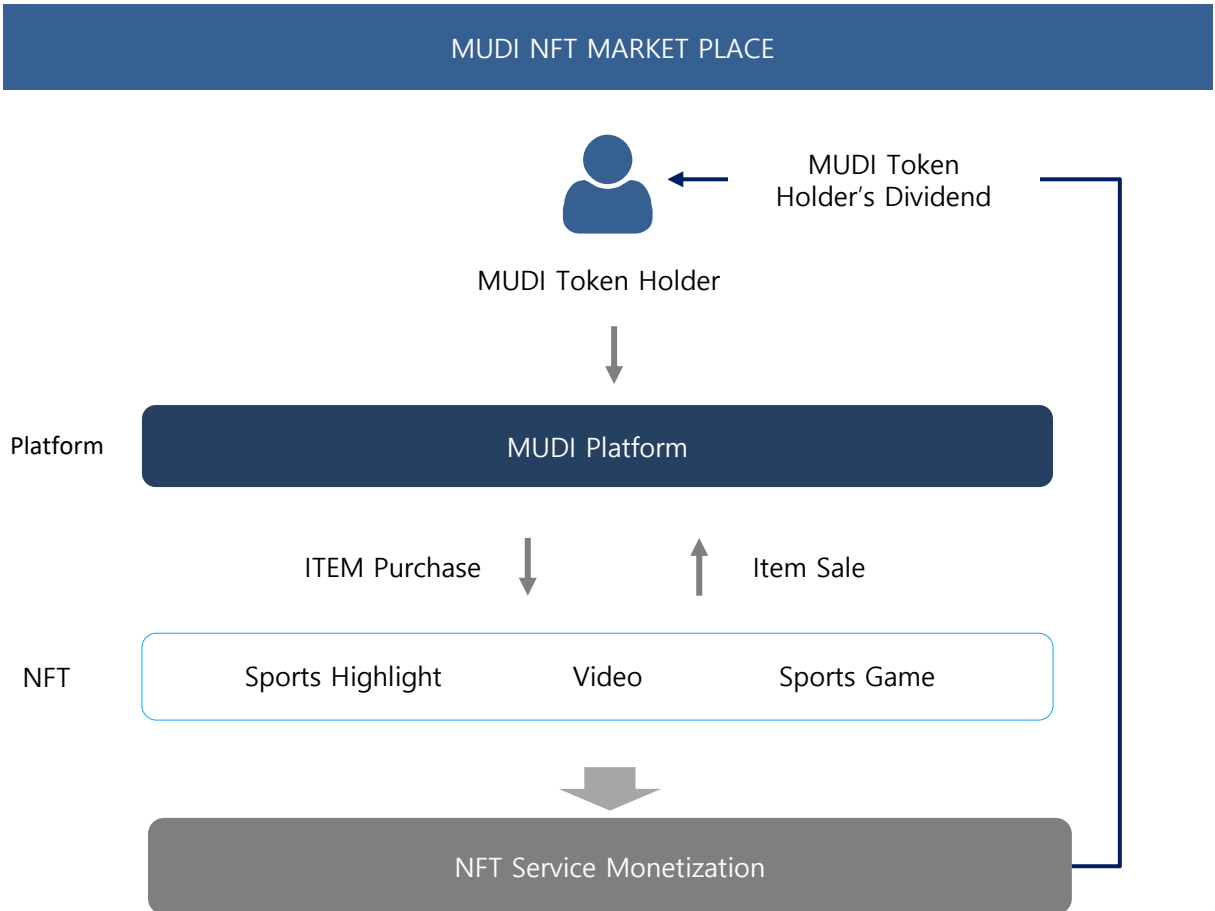 MUDI NFT MARKET PLACE
MUDI Token
Holder’s Dividend
MUDI Token Holder
Platform
MUDI Platform
ITEM Purchase
Item Sale
NFT
Sports Highlight
Video
Sports Game
NFT Service Monetization